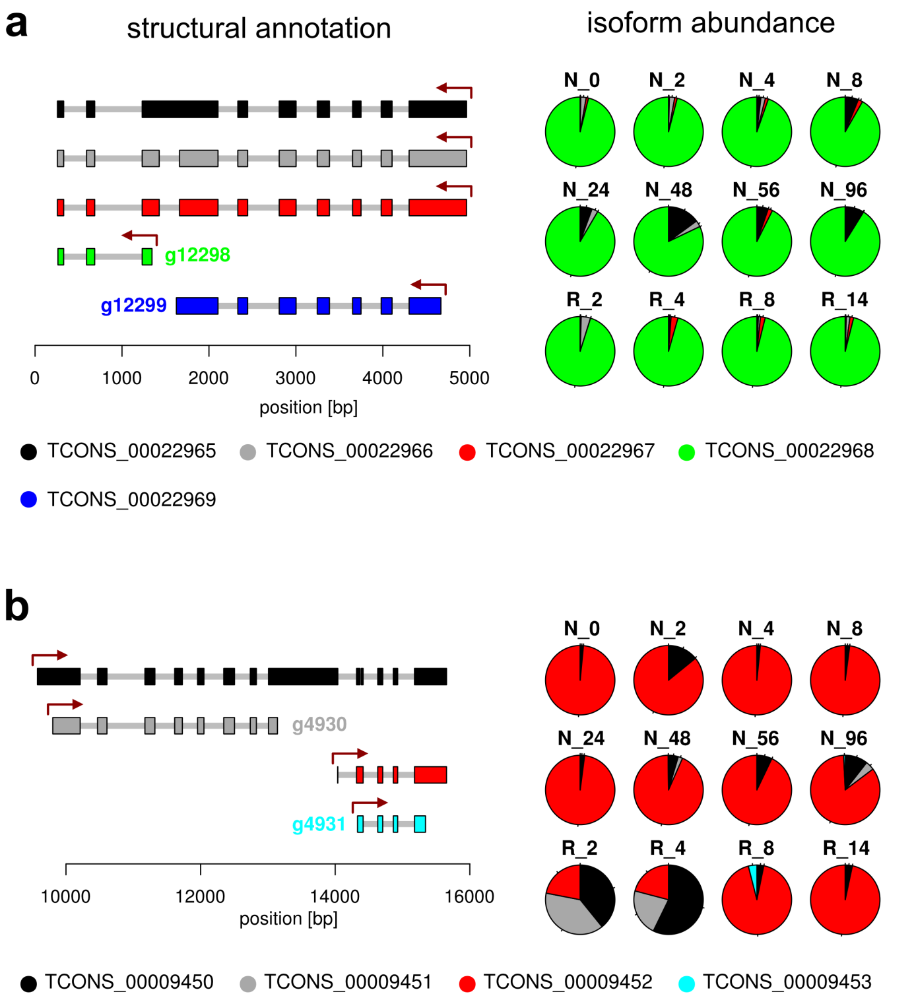 a
structural annotation
isoform abundance
N_0 N_2 N_4 N_8
N_24 N_48 N_56 N_96
R_2 R_4 R_8 R_14
g12298
g12299
0 1000 2000 3000 4000 5000
position [bp]
TCONS_00022965 TCONS_00022966 TCONS_00022967 TCONS_00022968
TCONS_00022969
b
N_0 N_2 N_4 N_8
N_24 N_48 N_56 N_96
R_2 R_4 R_8 R_14
g4930
g4931
10000 12000 14000 16000
position [bp]
TCONS_00009450 TCONS_00009451 TCONS_00009452 TCONS_00009453